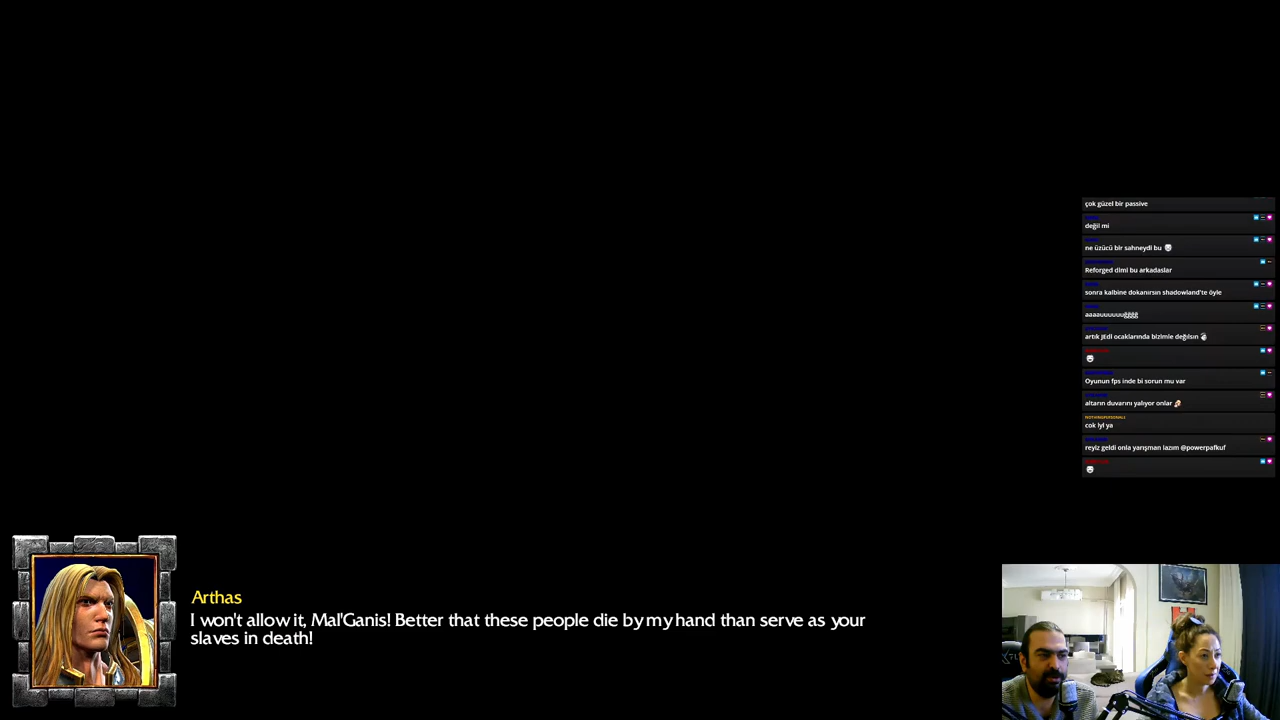 çok güzel bir passive
değil mi
ne üzücü bir sahneydi bu
Reforged dimi bu arkadaslar
sonra kalbine dokanırsın shadowland'te öyle
aaaauuuuuuğğğğ
artık JEdi ocaklarında bizimle değilsin
Oyunun fps inde bi sorun mu var
altarın duvarını yalıyor onlar
cok iyi ya
reyiz geldi onla yarışman lazım @powerpafkuf
Arthas
I won't allow it, Mal'Ganis! Better that these people die by my hand than serve as your
slaves in death!